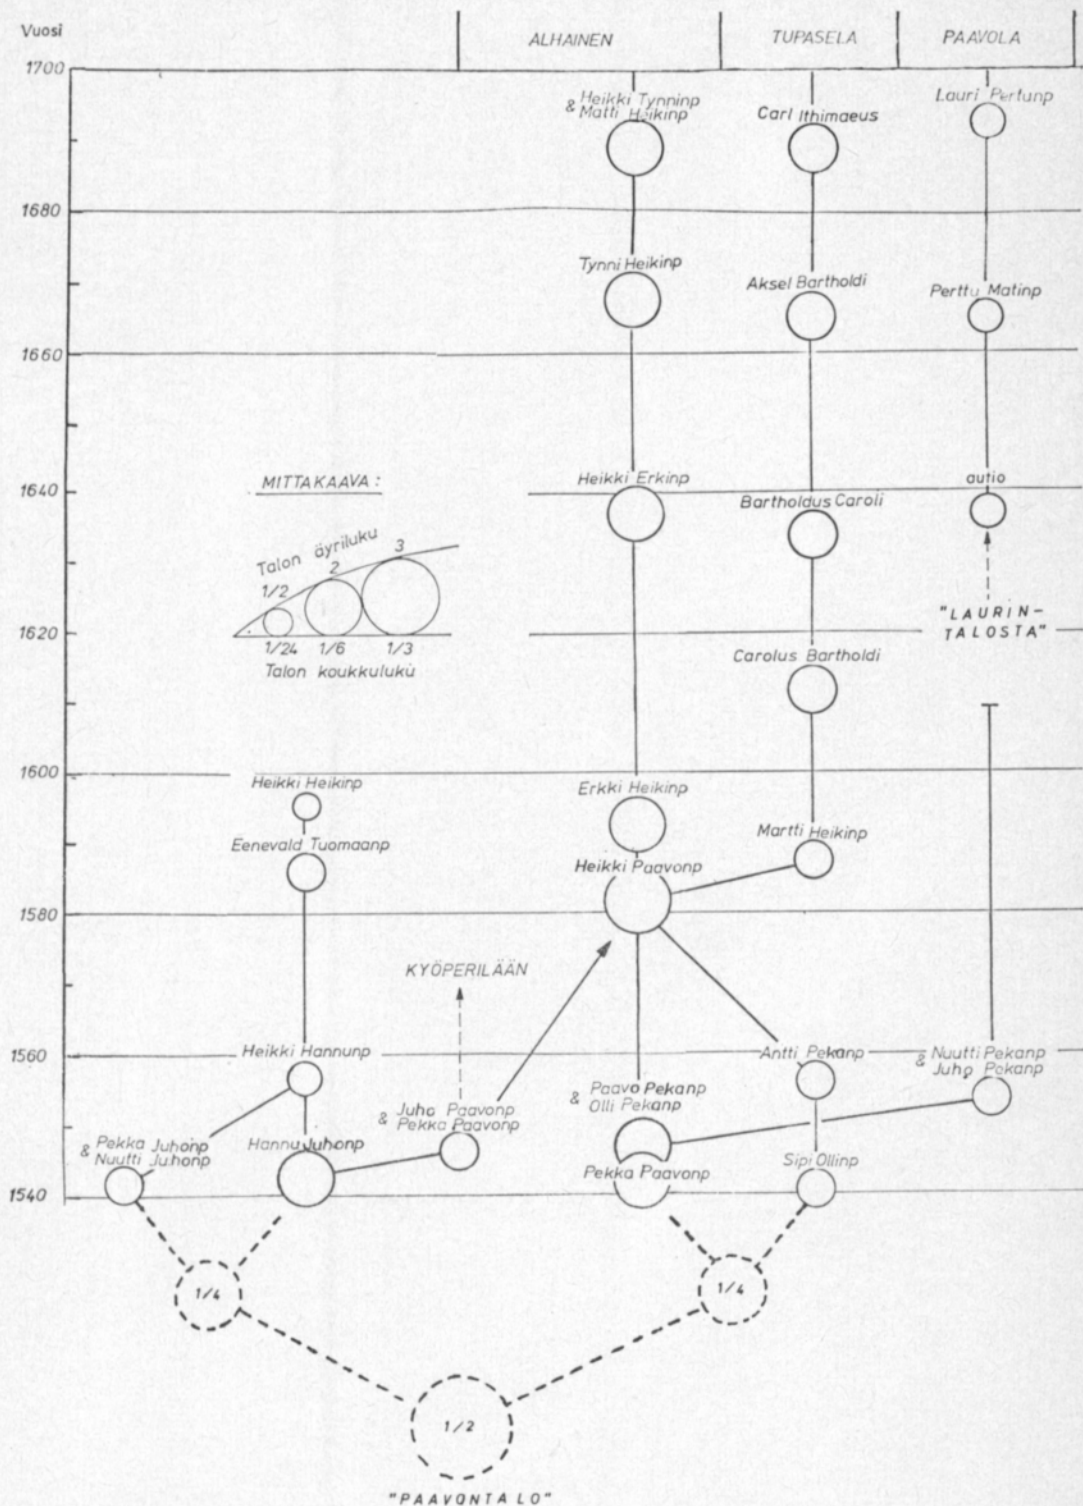 Vuosi
ALHAINEN
TUPASELA
PAAVOLA
1700
Heikki Tynninp
& Matti Heikinp
Carl Ithimaeus
Lauri Pertunp
1680
Tynni Heikinp
Aksel Bartholdi
Perttu Matinp
1660
MITTAKAAVA:
Heikki Erkinp
autio
1640
Bartholdus Caroli
Talon äyriluku
1/2
2
3
"LAURIN-
TALOSTA"
1620
1/24
1/6
1/3
Talon koukkuluku
Carolus Bartholdi
1600
Heikki Heikinp
Erkki Heikinp
Eenevald Tuomaanp
Martti Heikinp
Heikki Paavonp
1580
KYÖPERILÄÄN
1560
Heikki Hannunp
Antti Pekanp
Nuutti Pekanp
& Juho Pekanp
Paavo Pekanp
& Olli Pekanp
Juho Paavonp
& Pekka Paavonp
Pekka Juhonp
& Nuutti Juhonp
Hannu Juhonp
Pekka Paavonp
Sipi Ollinp
1540
1/4
1/4
1/2
"PAAVONTALO"